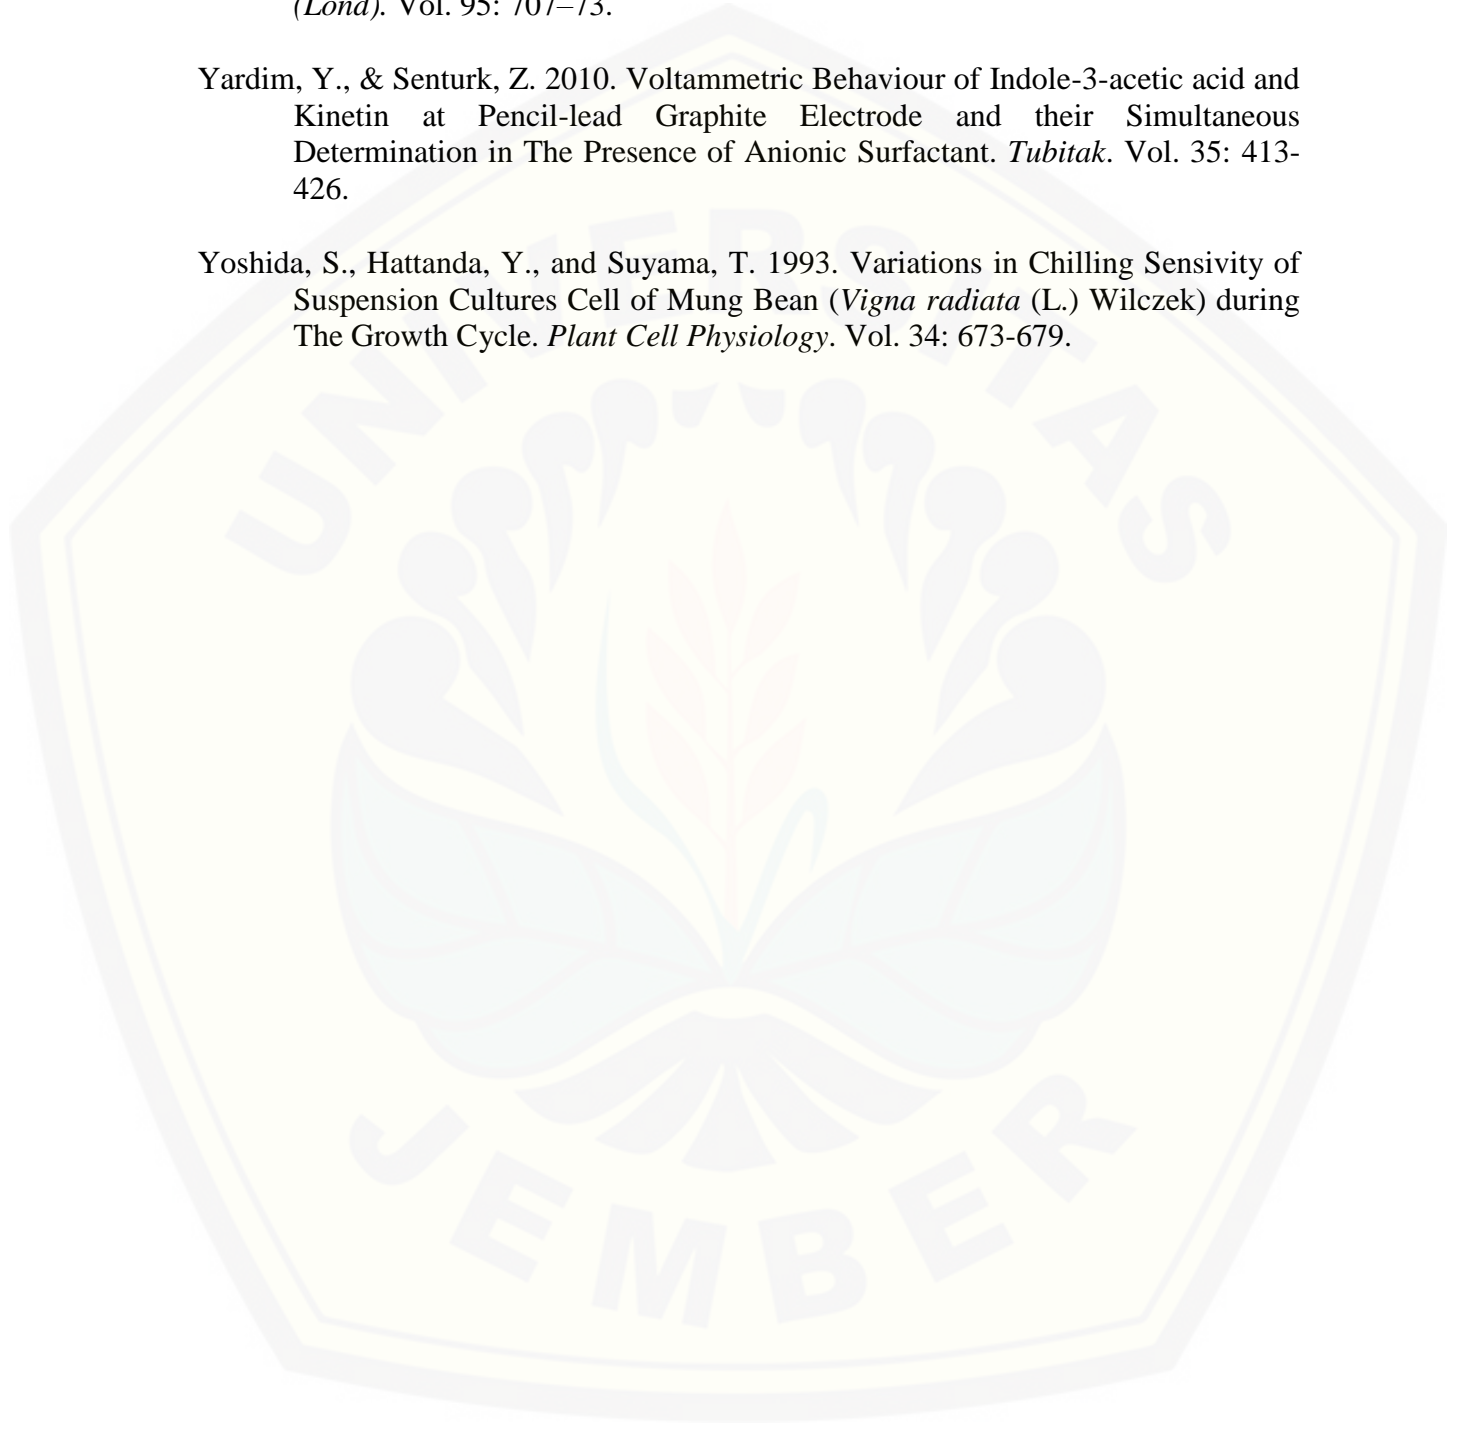 (Lond). Vol. 95: 707–73.
Yardim, Y., & Senturk, Z. 2010. Voltammetric Behaviour of Indole-3-acetic acid and
Kinetin at Pencil-lead Graphite Electrode and their Simultaneous
Determination in The Presence of Anionic Surfactant. Tubitak. Vol. 35: 413-
426.
Yoshida, S., Hattanda, Y., and Suyama, T. 1993. Variations in Chilling Sensivity of
Suspension Cultures Cell of Mung Bean (Vigna radiata (L.) Wilczek) during
The Growth Cycle. Plant Cell Physiology. Vol. 34: 673-679.
UNIVERSITAS
JEMBER